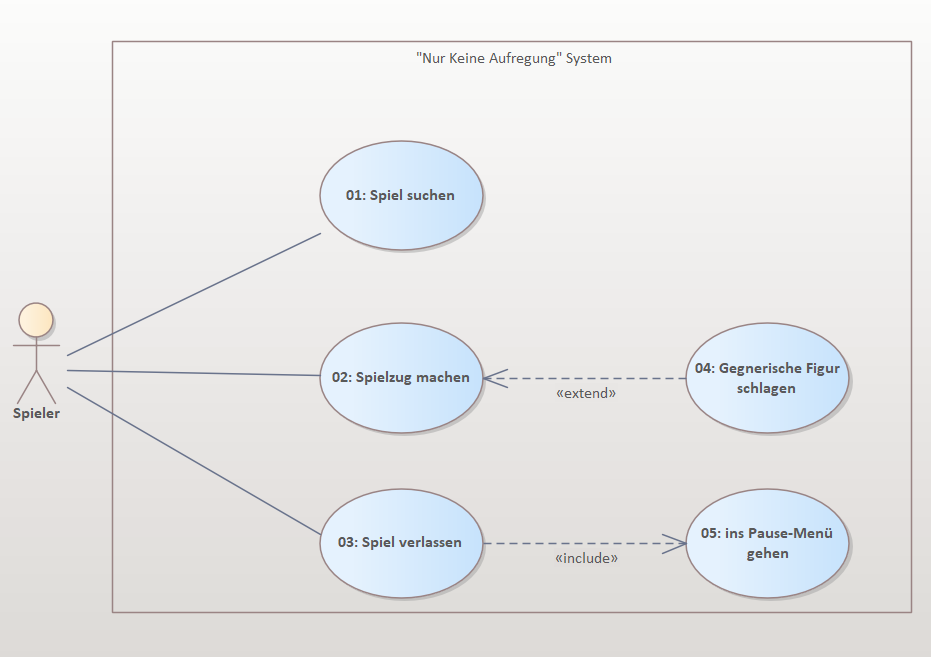 "Nur Keine Aufregung" System
01: Spiel suchen
02: Spielzug machen
04: Gegnerische Figur
schlagen
«extend»
Spieler
03: Spiel verlassen
05: ins Pause-Menü
gehen
«include»